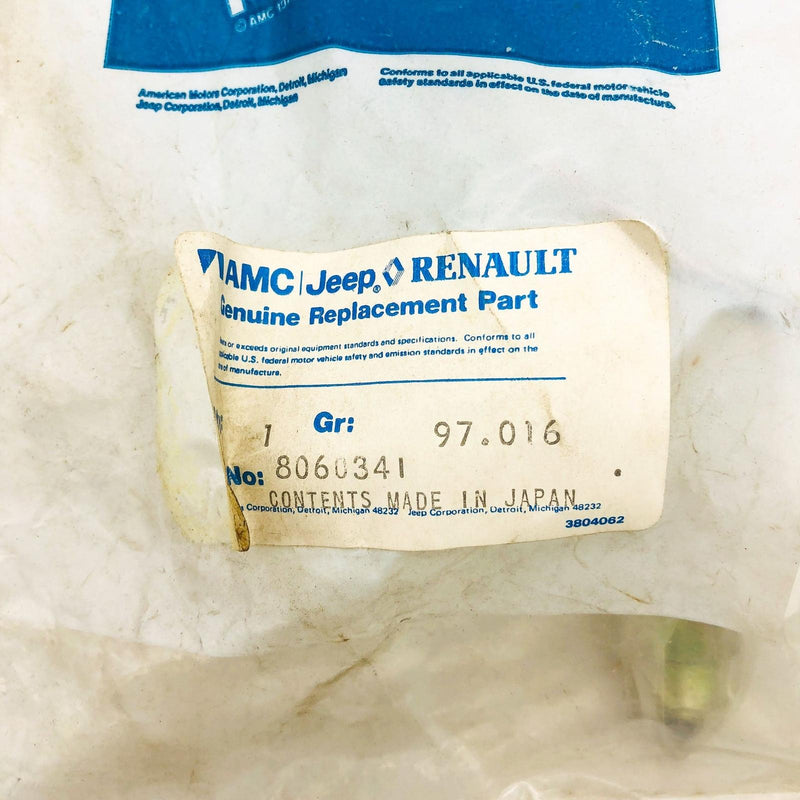 © AMC
American Motors Corporation, Detroit, Michigan
Jeep Corporation, Detroit, Michigan
Conforms to all applicable U.S. federal motor vehicle
safety standards in effect on the date of manufacture.
AMC | Jeep® RENAULT
Genuine Replacement Part
or exceeds original equipment standards and specifications. Conforms to all
U.S. federal motor vehicle safety and emission standards in effect on the
of manufacture.
1 Gr: 97.016
No: 8060341
CONTENTS MADE IN JAPAN
Corporation, Detroit, Michigan 48232 Jeep Corporation, Detroit, Michigan 48232
3804062